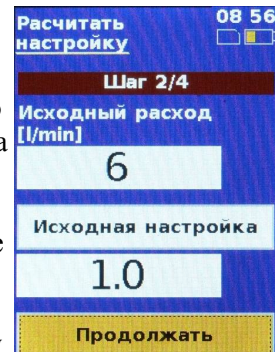 Расчитать 08 56
настройку
Шаг 2/4
Исходный расход
[l/min]
6
Исходная настройка
1.0
Продолжать